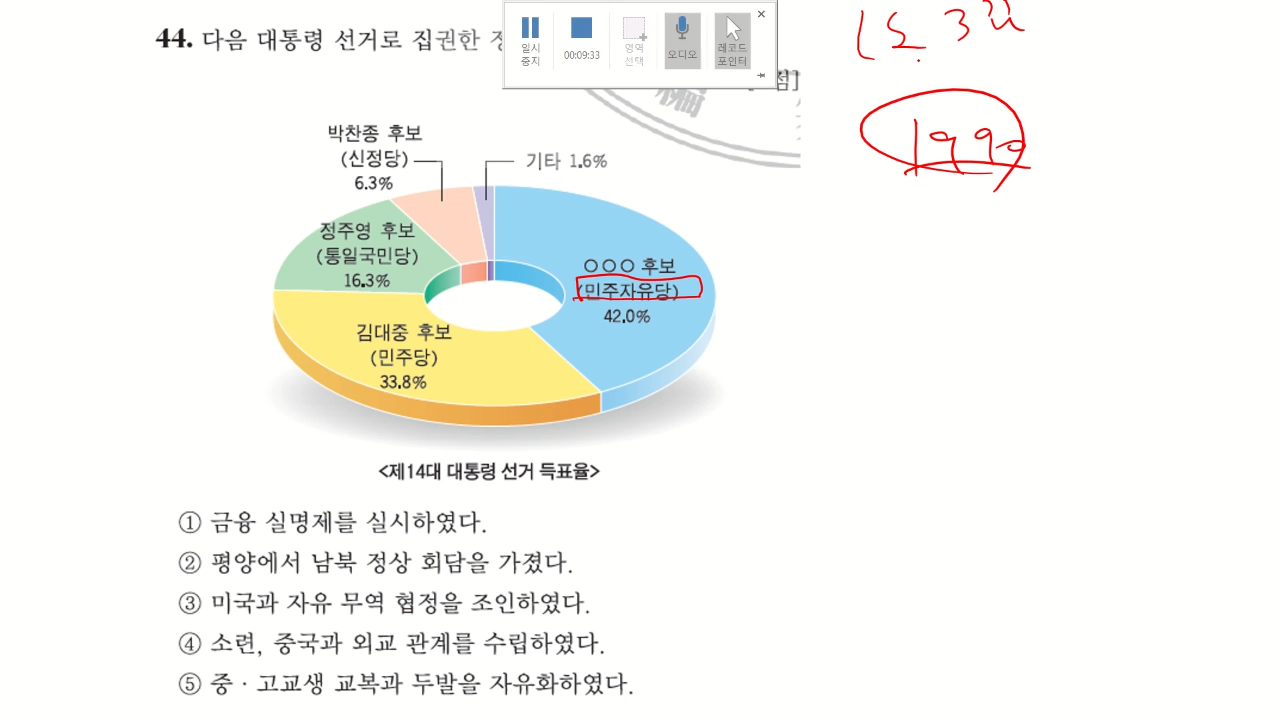 44. 다음 대통령 선거로 집권한 정
일시
중지
00:09:33
영역
선택
오디오
레코드
포인터
점]
3
1990
박찬종 후보
(신정당)
6.3%
기타 1.6%
정주영 후보
(통일국민당)
16.3%
○○○ 후보
(민주자유당)
42.0%
김대중 후보
(민주당)
33.8%
<제14대 대통령 선거 득표율>
① 금융 실명제를 실시하였다.
② 평양에서 남북 정상 회담을 가졌다.
③ 미국과 자유 무역 협정을 조인하였다.
④ 소련, 중국과 외교 관계를 수립하였다.
⑤ 중·고교생 교복과 두발을 자유화하였다.